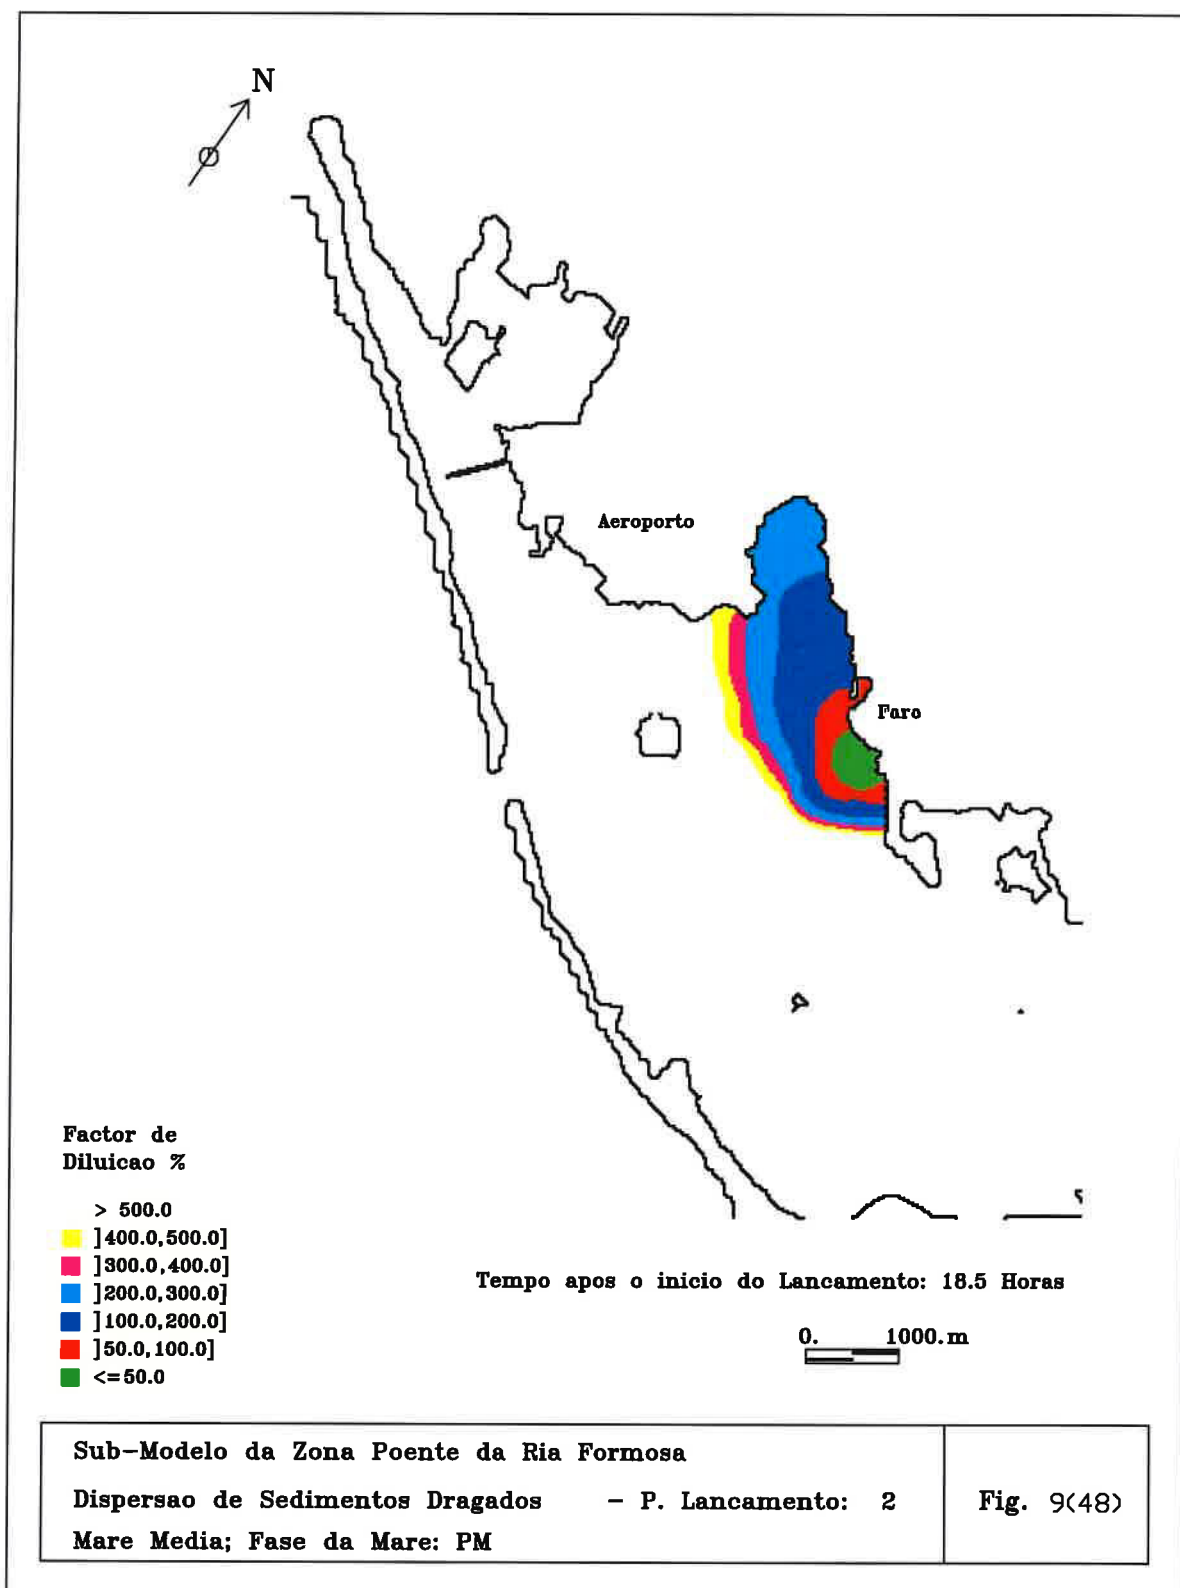 N
Aeroporto
Faro
Factor de
Diluicao %
> 500.0
]400.0,500.0]
]300.0,400.0]
]200.0,300.0]
]100.0,200.0]
]50.0,100.0]
<=50.0
Tempo apos o inicio do Lancamento: 18.5 Horas
0. 1000.m
Sub-Modelo da Zona Poente da Ria Formosa
Dispersao de Sedimentos Dragados - P. Lancamento: 2
Mare Media; Fase da Mare: PM
Fig. 9(48)